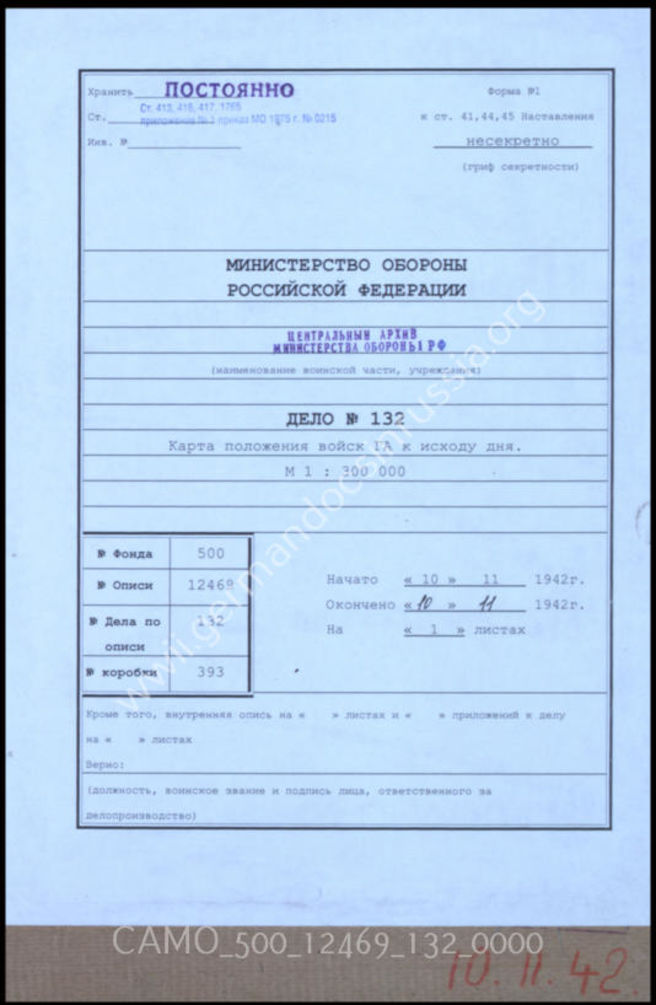 Хранить ПОСТОЯННО
Форма №1
Ст. 413, 416, 417, 1765
Ст. приложение № 2 приказ МО 1975 г. № 0215
к ст. 41,44,45 Наставления
Инв. №
несекретно
(гриф секретности)
МИНИСТЕРСТВО ОБОРОНЫ
РОССИЙСКОЙ ФЕДЕРАЦИИ
ЦЕНТРАЛЬНЫЙ АРХИВ
МИНИСТЕРСТВА ОБОРОНЫ РФ
(наименование воинской части, учреждения)
ДЕЛО № 132
Карта положения войск ГА к исходу дня.
М 1 : 300 000
№ Фонда 500
№ Описи 12469
№ Дела по описи 132
№ коробки 393
Начато « 10 » 11 1942г.
Окончено « 10 » 11 1942г.
На « 1 » листах
Кроме того, внутренняя опись на « » листах и « » приложений к делу
на « » листах
Верно:
(должность, воинское звание и подпись лица, ответственного за
делопроизводство)
www.germandocsinrussia.org
CAMO_500_12469_132_0000
10.11.42.